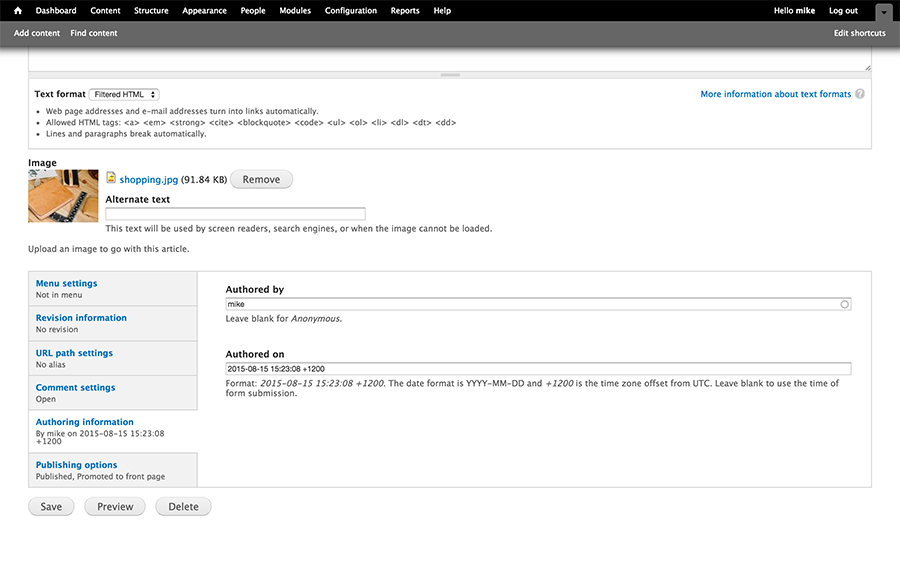 Dashboard Content Structure Appearance People Modules Configuration Reports Help Hello mike Log out
Add content Find content Edit shortcuts
Text format Filtered HTML More information about text formats ?
Web page addresses and e-mail addresses turn into links automatically.
Allowed HTML tags: <a> <em> <strong> <cite> <blockquote> <code> <ul> <ol> <li> <dl> <dt> <dd>
Lines and paragraphs break automatically.
Image
shopping.jpg (91.84 KB) Remove
Alternate text
This text will be used by screen readers, search engines, or when the image cannot be loaded.
Upload an image to go with this article.
Menu settings
Not in menu
Revision information
No revision
URL path settings
No alias
Comment settings
Open
Authoring information
By mike on 2015-08-15 15:23:08
+1200
Publishing options
Published, Promoted to front page
Authored by
mike
Leave blank for Anonymous.
Authored on
2015-08-15 15:23:08 +1200
Format: 2015-08-15 15:23:08 +1200. The date format is YYYY-MM-DD and +1200 is the time zone offset from UTC. Leave blank to use the time of
form submission.
Save Preview Delete